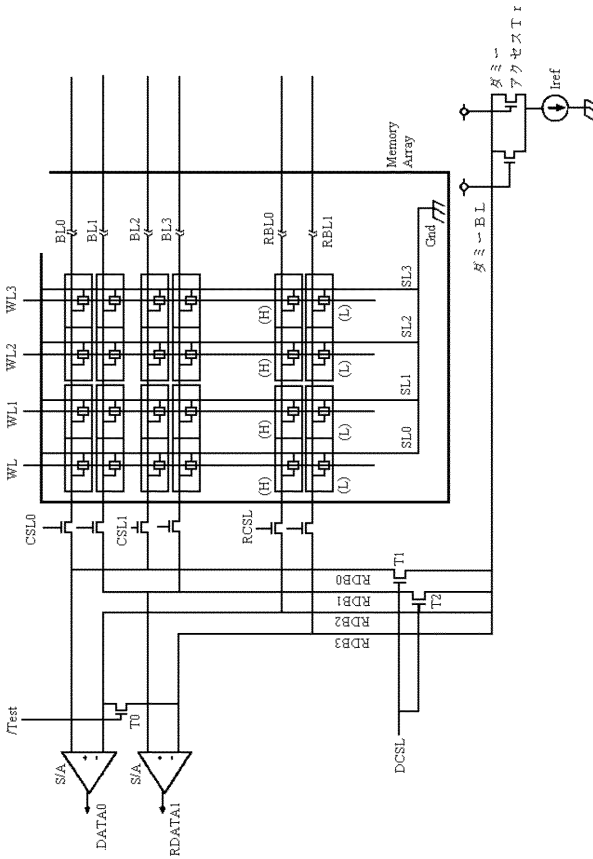 WL
WL1
WL2
WL3
BL0
BL1
BL2
BL3
RBL0
RBL1
(H)
(H)
(H)
(H)
(L)
(L)
(L)
(L)
SL0
SL1
SL2
SL3
Gnd
Memory
Array
CSL0
CSL1
RCSL
RDB0
RDB1
RDB2
RDB3
T1
T2
T0
/Test
S/A
S/A
.DATA0
RDATA1
DCSL
ダミーBL
ダミー
アクセスTr
Iref